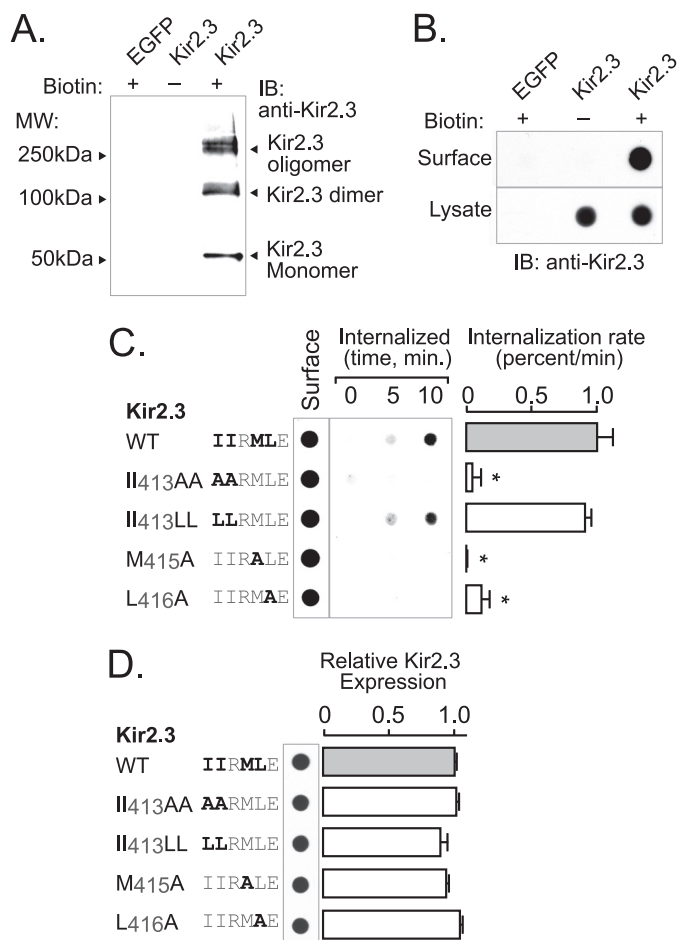 A.
EGFP Kir2.3 Kir2.3
Biotin: + – + IB:
anti-Kir2.3
MW:
250kDa Kir2.3
oligomer
100kDa Kir2.3 dimer
50kDa Kir2.3
Monomer
B.
EGFP Kir2.3 Kir2.3
Biotin: + – +
Surface
Lysate
IB: anti-Kir2.3
C.
Surface
Internalized
(time, min.)
0 5 10
Internalization rate
(percent/min)
0 0.5 1.0
Kir2.3
WT IIRMLE
II413AA AARMLE *
II413LL LLRMLE
M415A IIRALE *
L416A IIRMAE *
D.
Relative Kir2.3
Expression
0 0.5 1.0
Kir2.3
WT IIRMLE
II413AA AARMLE
II413LL LLRMLE
M415A IIRALE
L416A IIRMAE